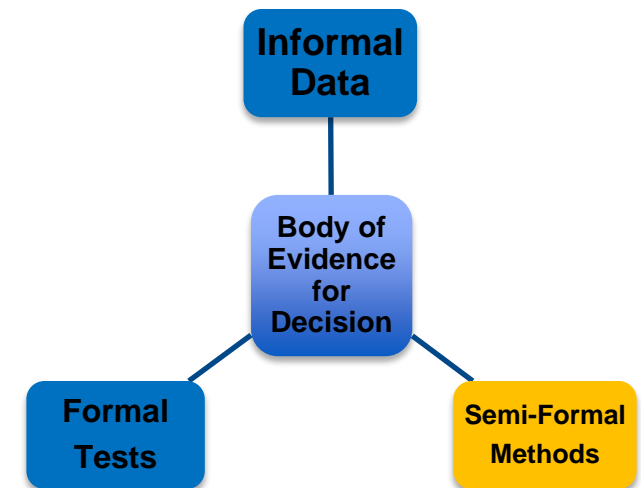 Informal
Data
Body of
Evidence
for
Decision
Formal
Tests
Semi-Formal
Methods